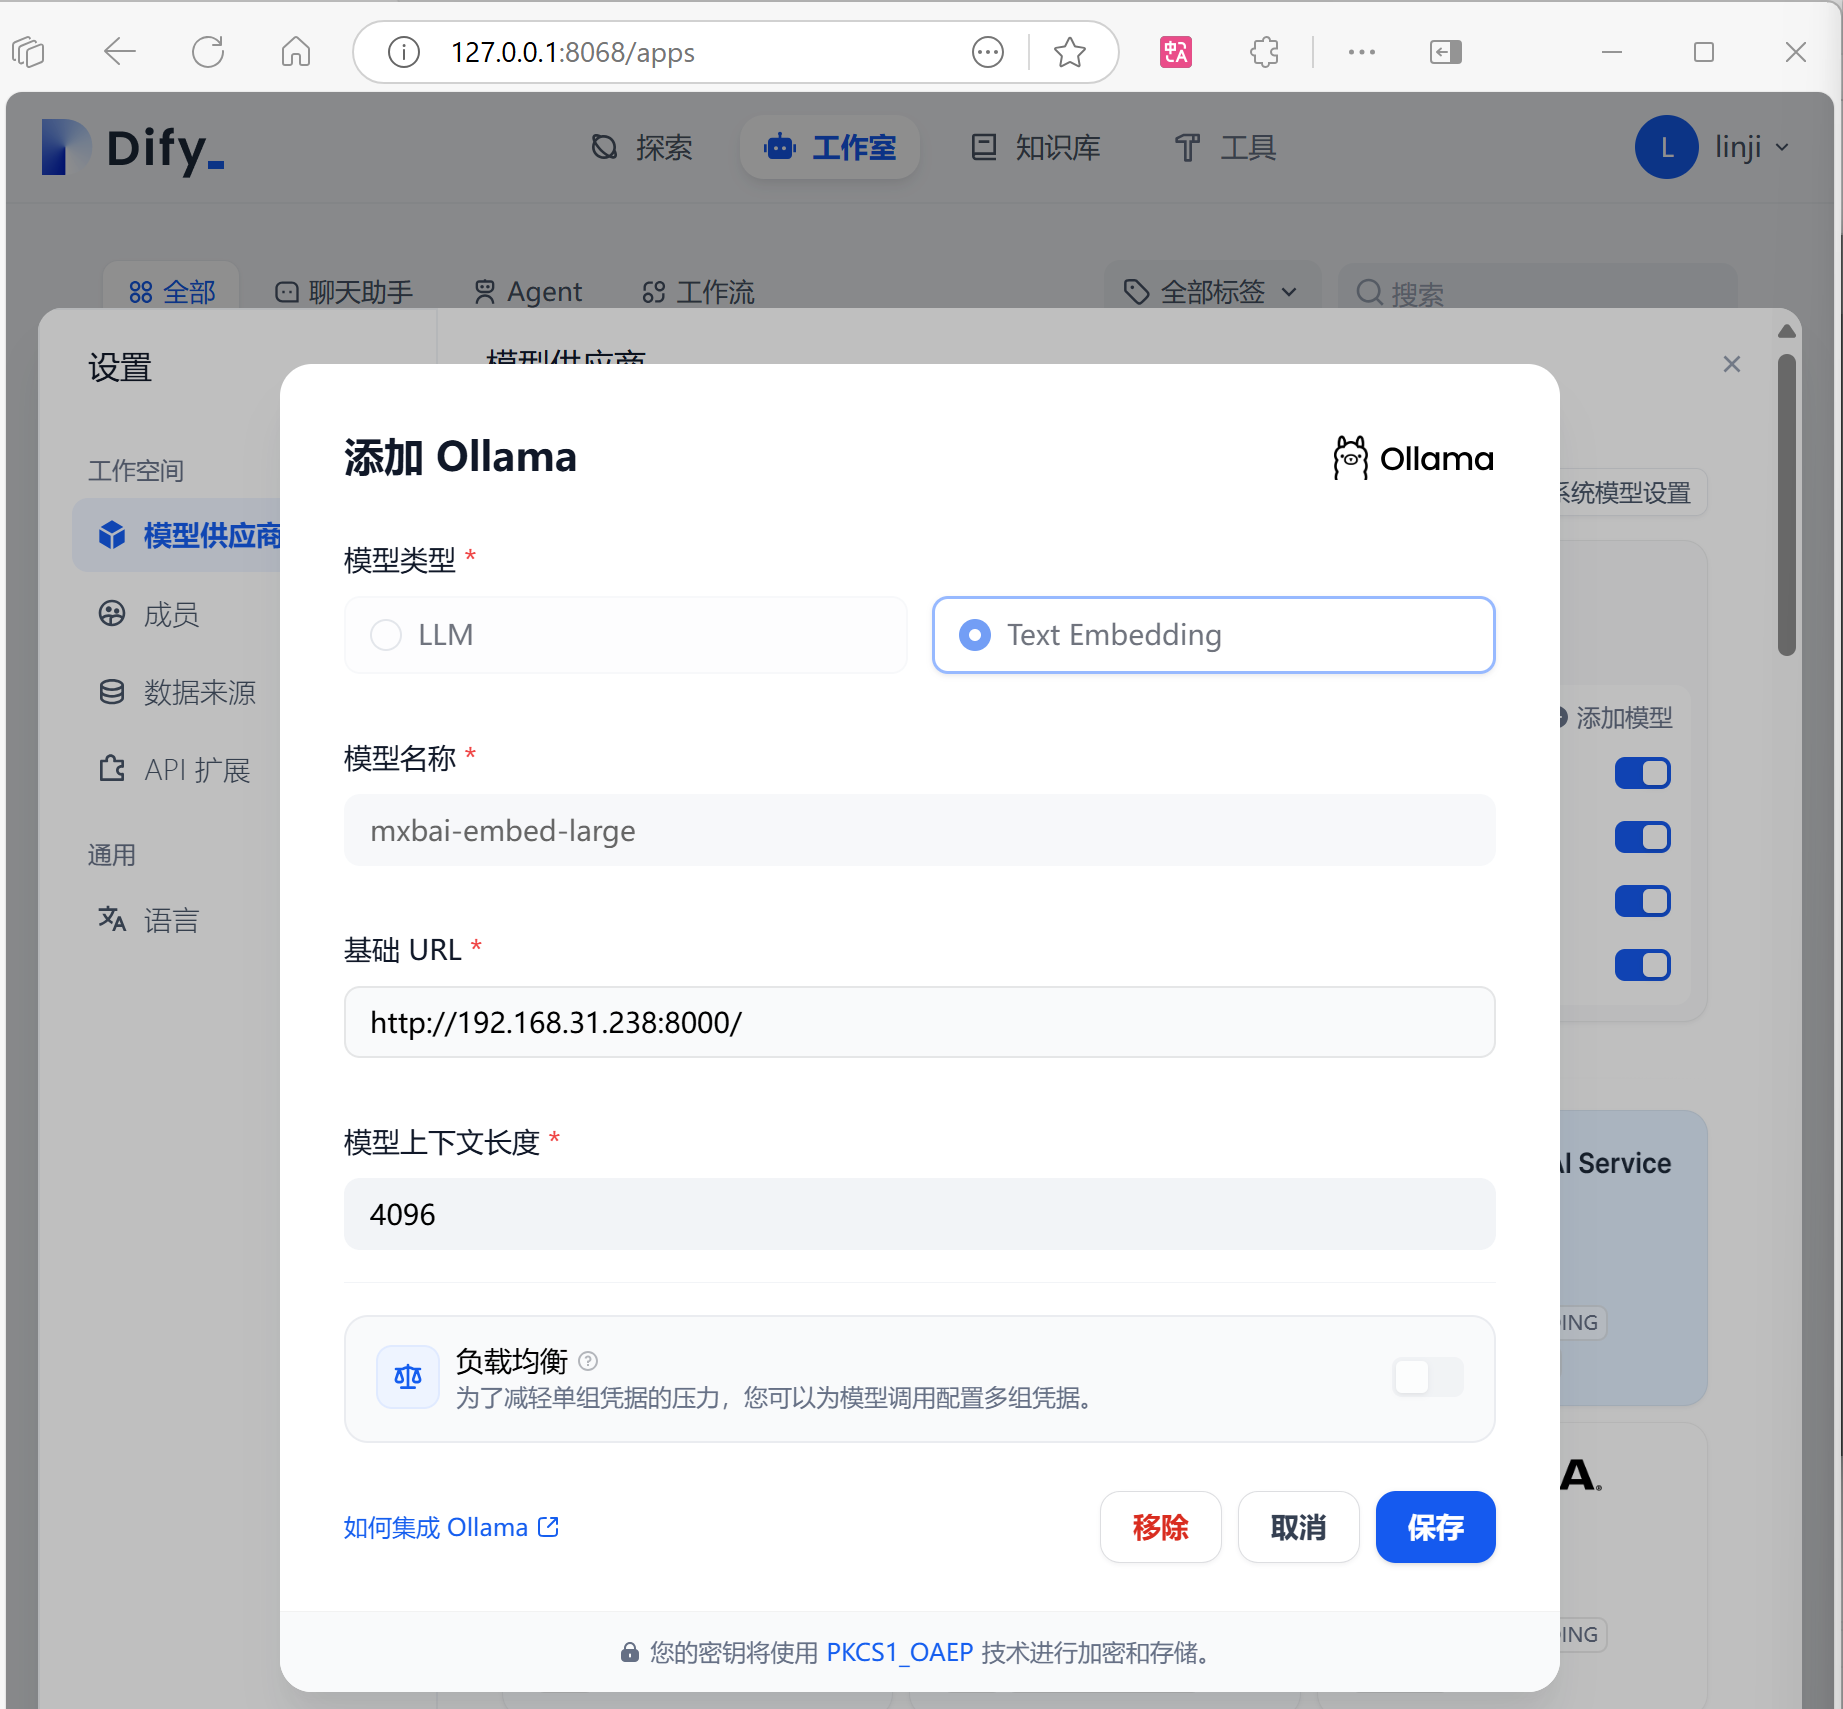 127.0.0.1:8068/apps
Dify_
探索
工作室
知识库
工具
L
linji
全部
聊天助手
Agent
工作流
全部标签
搜索
设置
模型供应商
工作空间
模型供应商
成员
数据来源
API 扩展
通用
语言
系统模型设置
添加模型
AI Service
ING
A
ING
添加 Ollama
Ollama
模型类型 *
LLM
Text Embedding
模型名称 *
mxbai-embed-large
基础 URL *
http://192.168.31.238:8000/
模型上下文长度 *
4096
负载均衡
为了减轻单组凭据的压力，您可以为模型调用配置多组凭据。
如何集成 Ollama
移除
取消
保存
您的密钥将使用 PKCS1_OAEP 技术进行加密和存储。